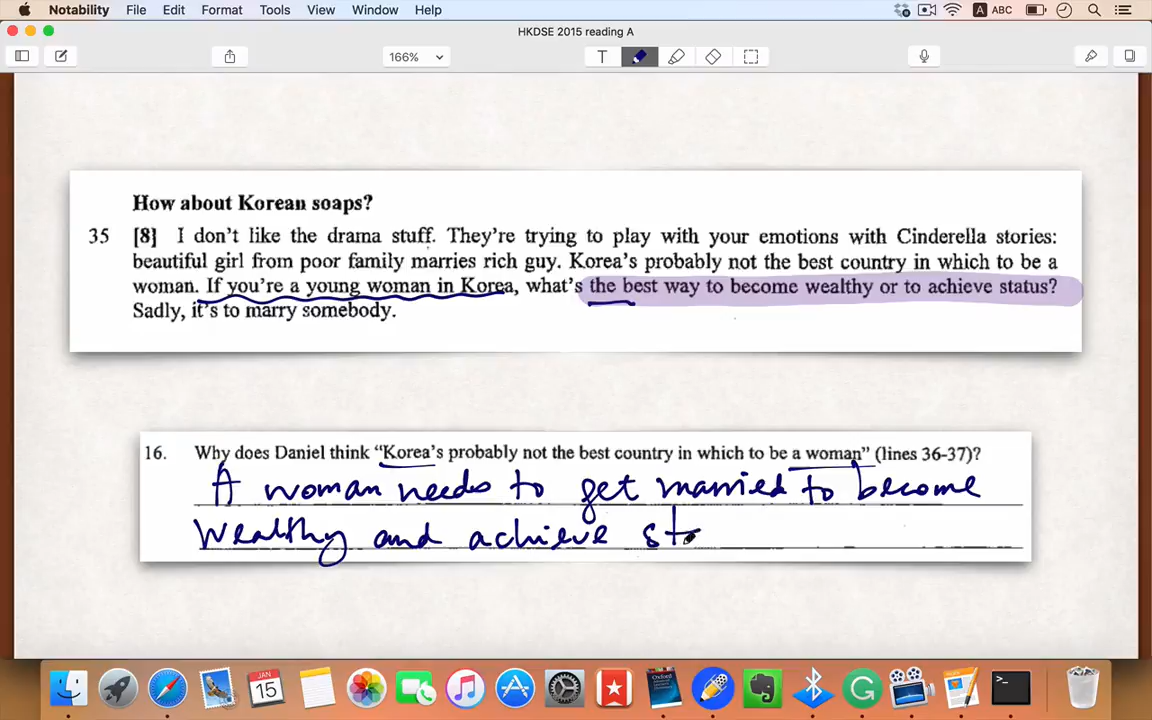 Notability File Edit Format Tools View Window Help A ABC
HKDSE 2015 reading A
166% T
How about Korean soaps?
35 [8] I don't like the drama stuff. They're trying to play with your emotions with Cinderella stories:
beautiful girl from poor family marries rich guy. Korea's probably not the best country in which to be a
woman. If you're a young woman in Korea, what's the best way to become wealthy or to achieve status?
Sadly, it's to marry somebody.
16. Why does Daniel think "Korea's probably not the best country in which to be a woman" (lines 36-37)?
A woman needs to get married to become
wealthy and achieve st
JAN
15